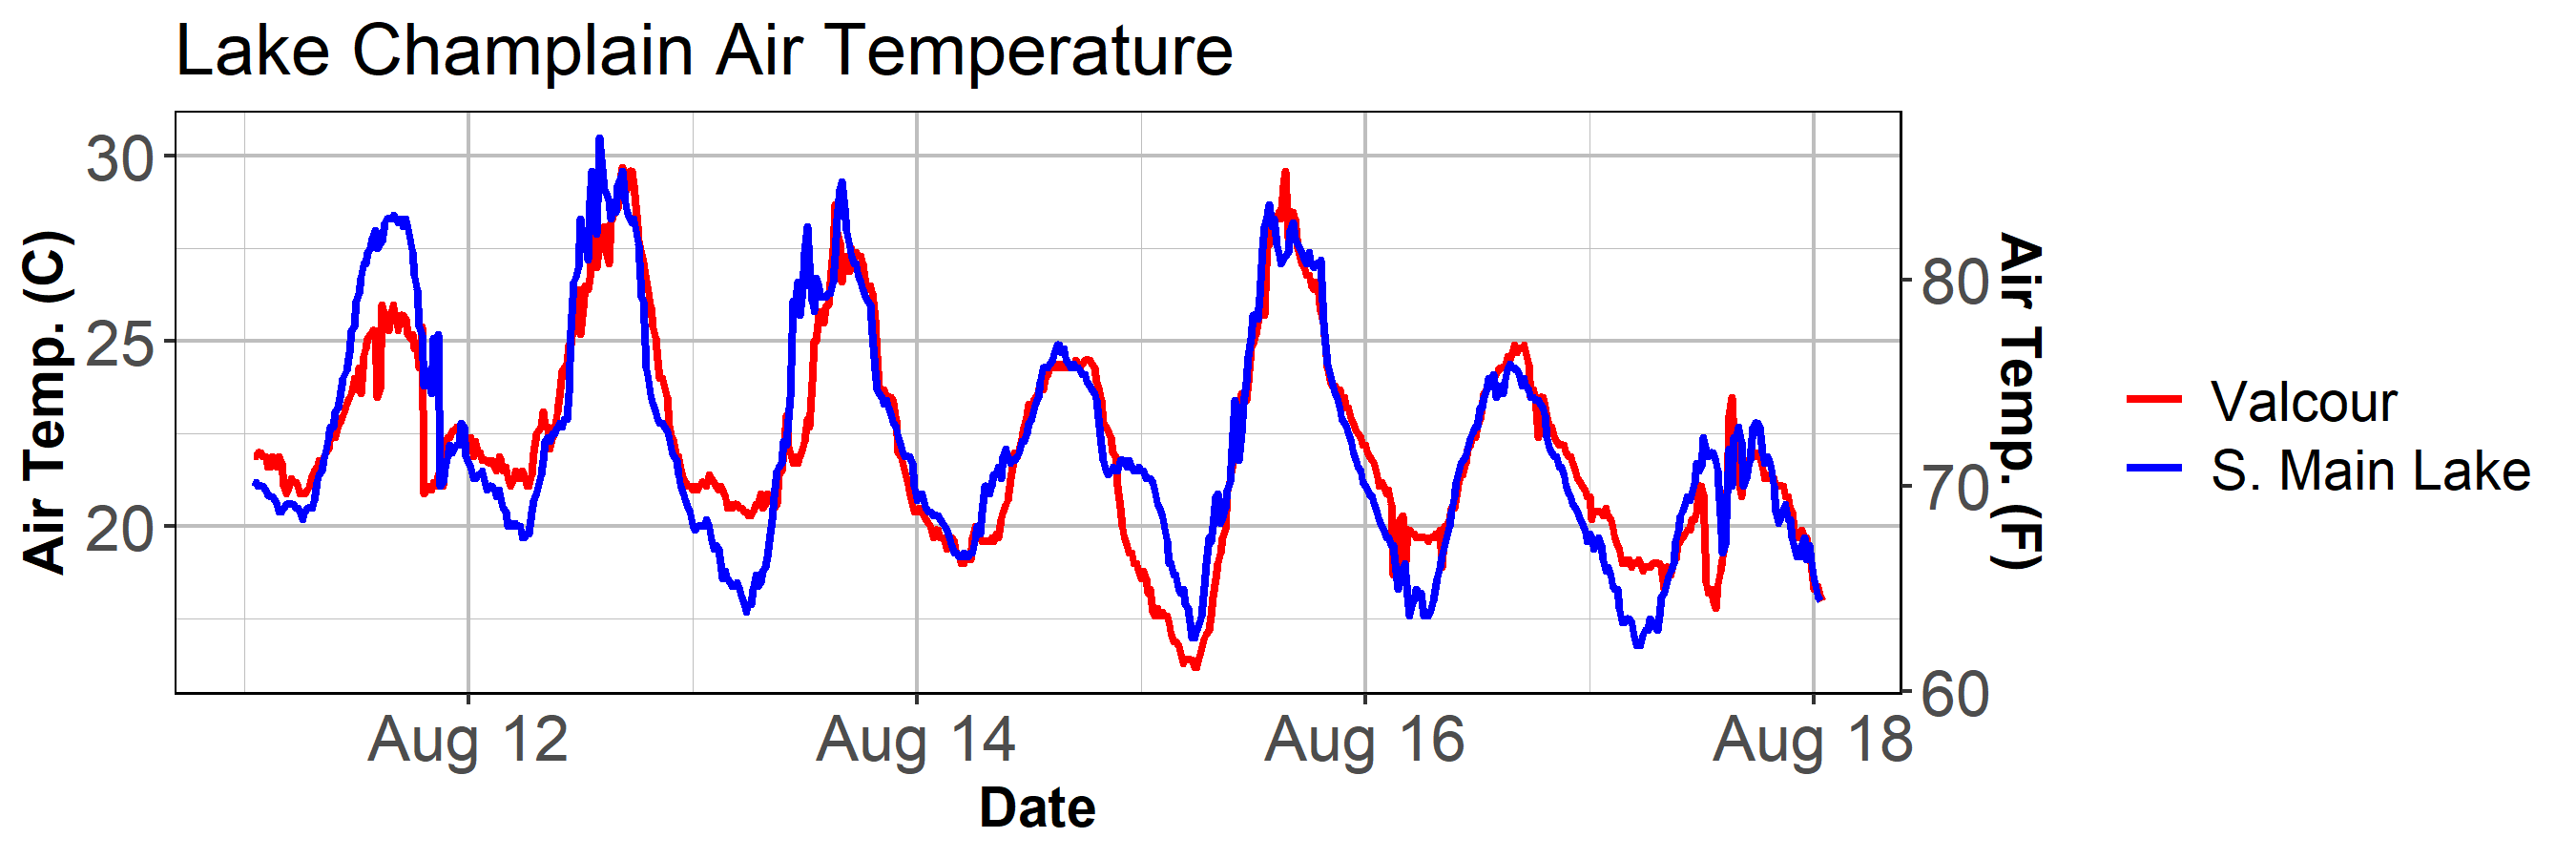 Lake Champlain Air Temperature
30
25
20
Air Temp. (C)
80
70
60
Air Temp. (F)
Aug 12
Aug 14
Aug 16
Aug 18
Date
Valcour
S. Main Lake